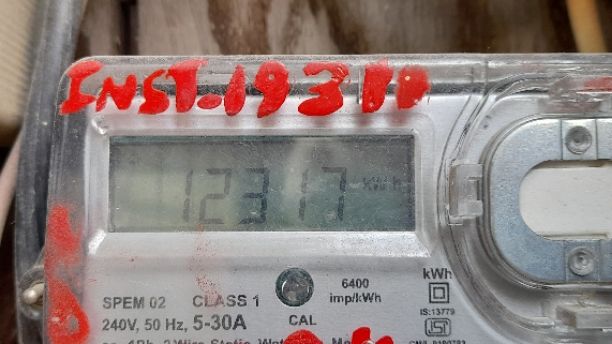 INST.19311
12317 kWh
6400
imp/kWh
kWh
IS:13779
SPEM 02 CLASS 1
240V, 50 Hz, 5-30A
CAL